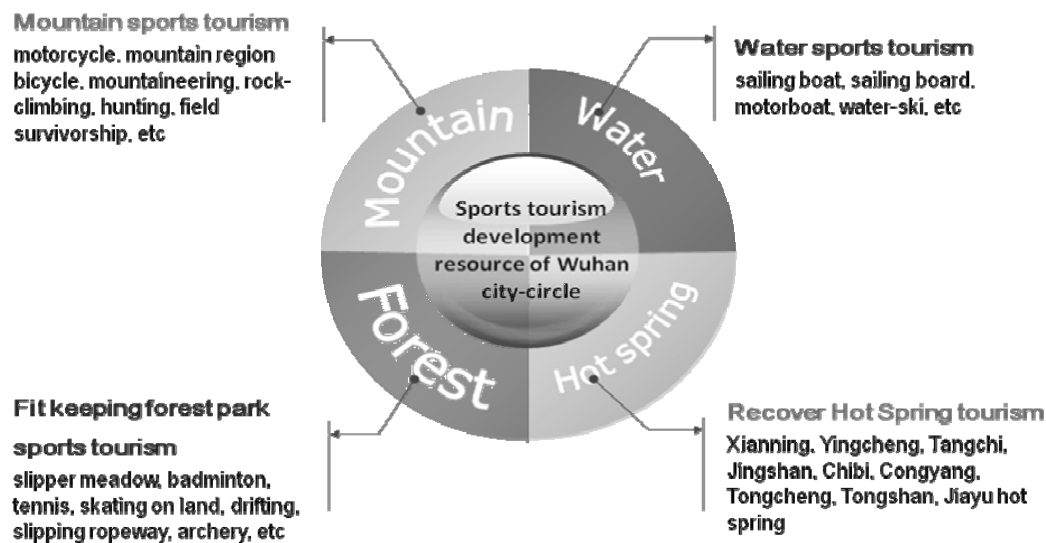 Mountain sports tourism
motorcycle, mountain region
bicycle, mountaineering, rock-
climbing, hunting, field
survivorship, etc
Water sports tourism
sailing boat, sailing board,
motorboat, water-ski, etc
Mountain
Water
Sports tourism
development
resource of Wuhan
city-circle
Forest
Hot spring
Fit keeping forest park
sports tourism
slipper meadow, badminton,
tennis, skating on land, drifting,
slipping ropeway, archery, etc
Recover Hot Spring tourism
Xianning, Yingcheng, Tangchi,
Jingshan, Chibi, Congyang,
Tongcheng, Tongshan, Jiayu hot
spring